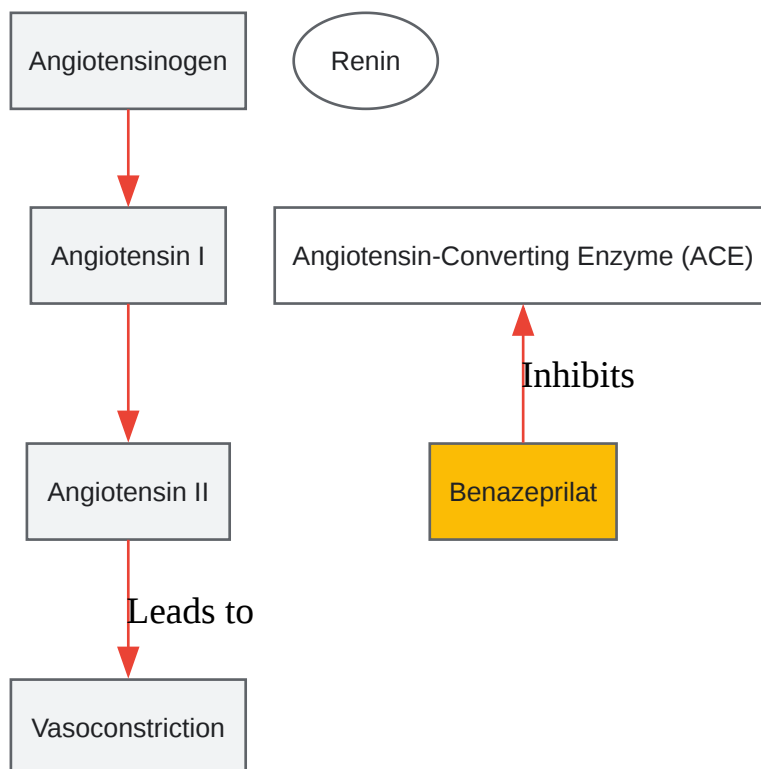 Angiotensinogen
Renin
Angiotensin I
Angiotensin-Converting Enzyme (ACE)
Inhibits
Angiotensin II
Benazeprilat
Leads to
Vasoconstriction